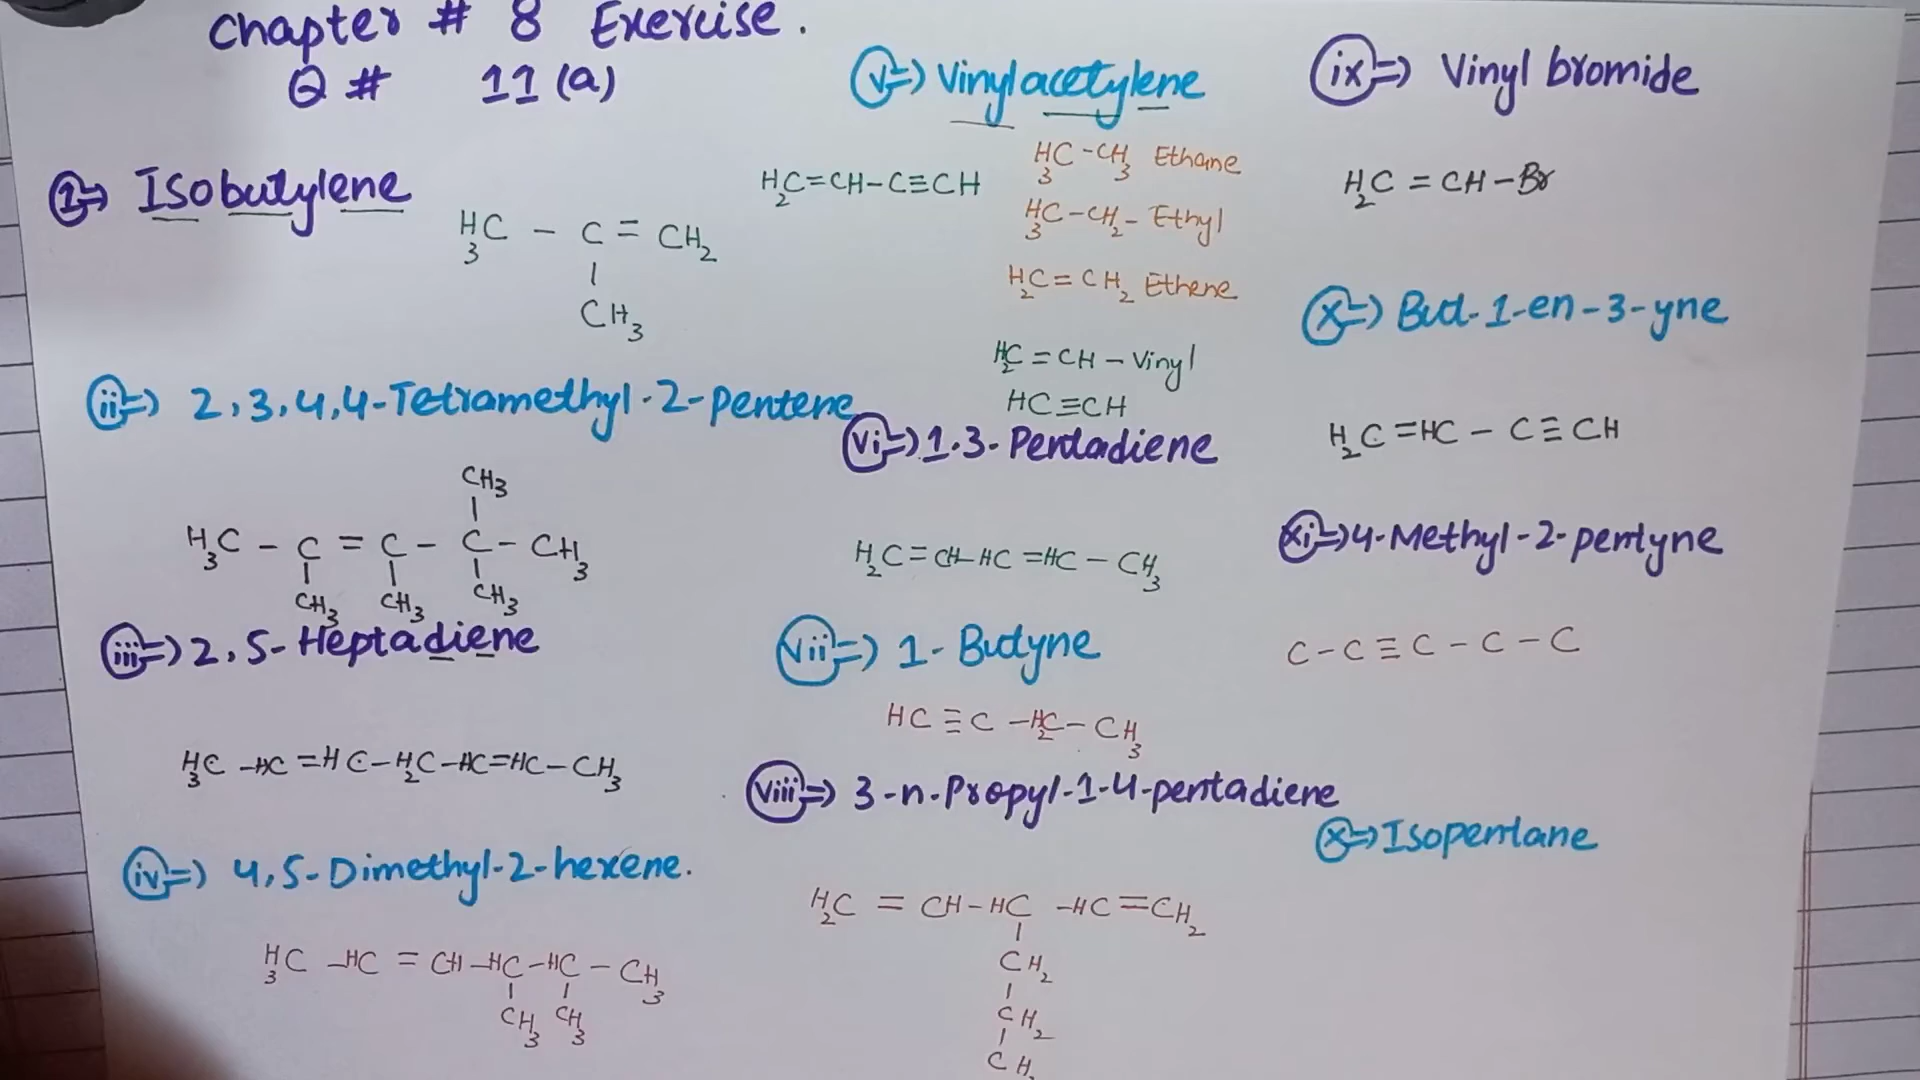 Chapter # 8 Exercise.
Q # 11 (a)
i => Isobutylene
H3C - C = CH2
|
CH3
ii => 2,3,4,4-Tetramethyl-2-pentene
CH3
|
H3C - C = C - C - CH3
| | |
CH3 CH3 CH3
iii => 2,5-Heptadiene
H3C - HC = HC - H2C - HC = HC - CH3
iv => 4,5-Dimethyl-2-hexene.
H3C - HC = CH - HC - HC - CH3
| |
CH3 CH3
v => Vinylacetylene
H2C=CH-C≡CH
H3C-CH3 Ethane
H3C-CH2- Ethyl
H2C=CH2 Ethene
H2C=CH- Vinyl
HC≡CH
vi => 1.3-Pentadiene
H2C=CH-HC=HC-CH3
vii => 1-Butyne
HC≡C-H2C-CH3
viii => 3-n-Propyl-1-4-pentadiene
H2C = CH-HC-HC=CH2
|
CH2
|
CH2
|
CH
ix => Vinyl bromide
H2C = CH-Br
x => But-1-en-3-yne
H2C=HC-C≡CH
xi => 4-Methyl-2-pentyne
C-C≡C-C-C
x => Isopentane